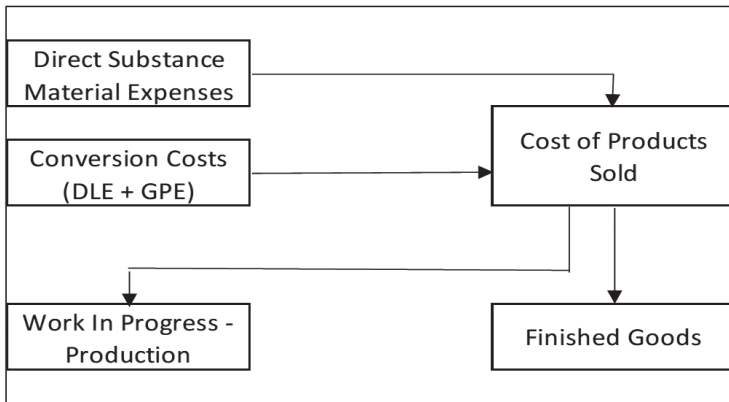 Direct Substance
Material Expenses
Conversion Costs
(DLE + GPE)
Cost of Products
Sold
Work In Progress -
Production
Finished Goods